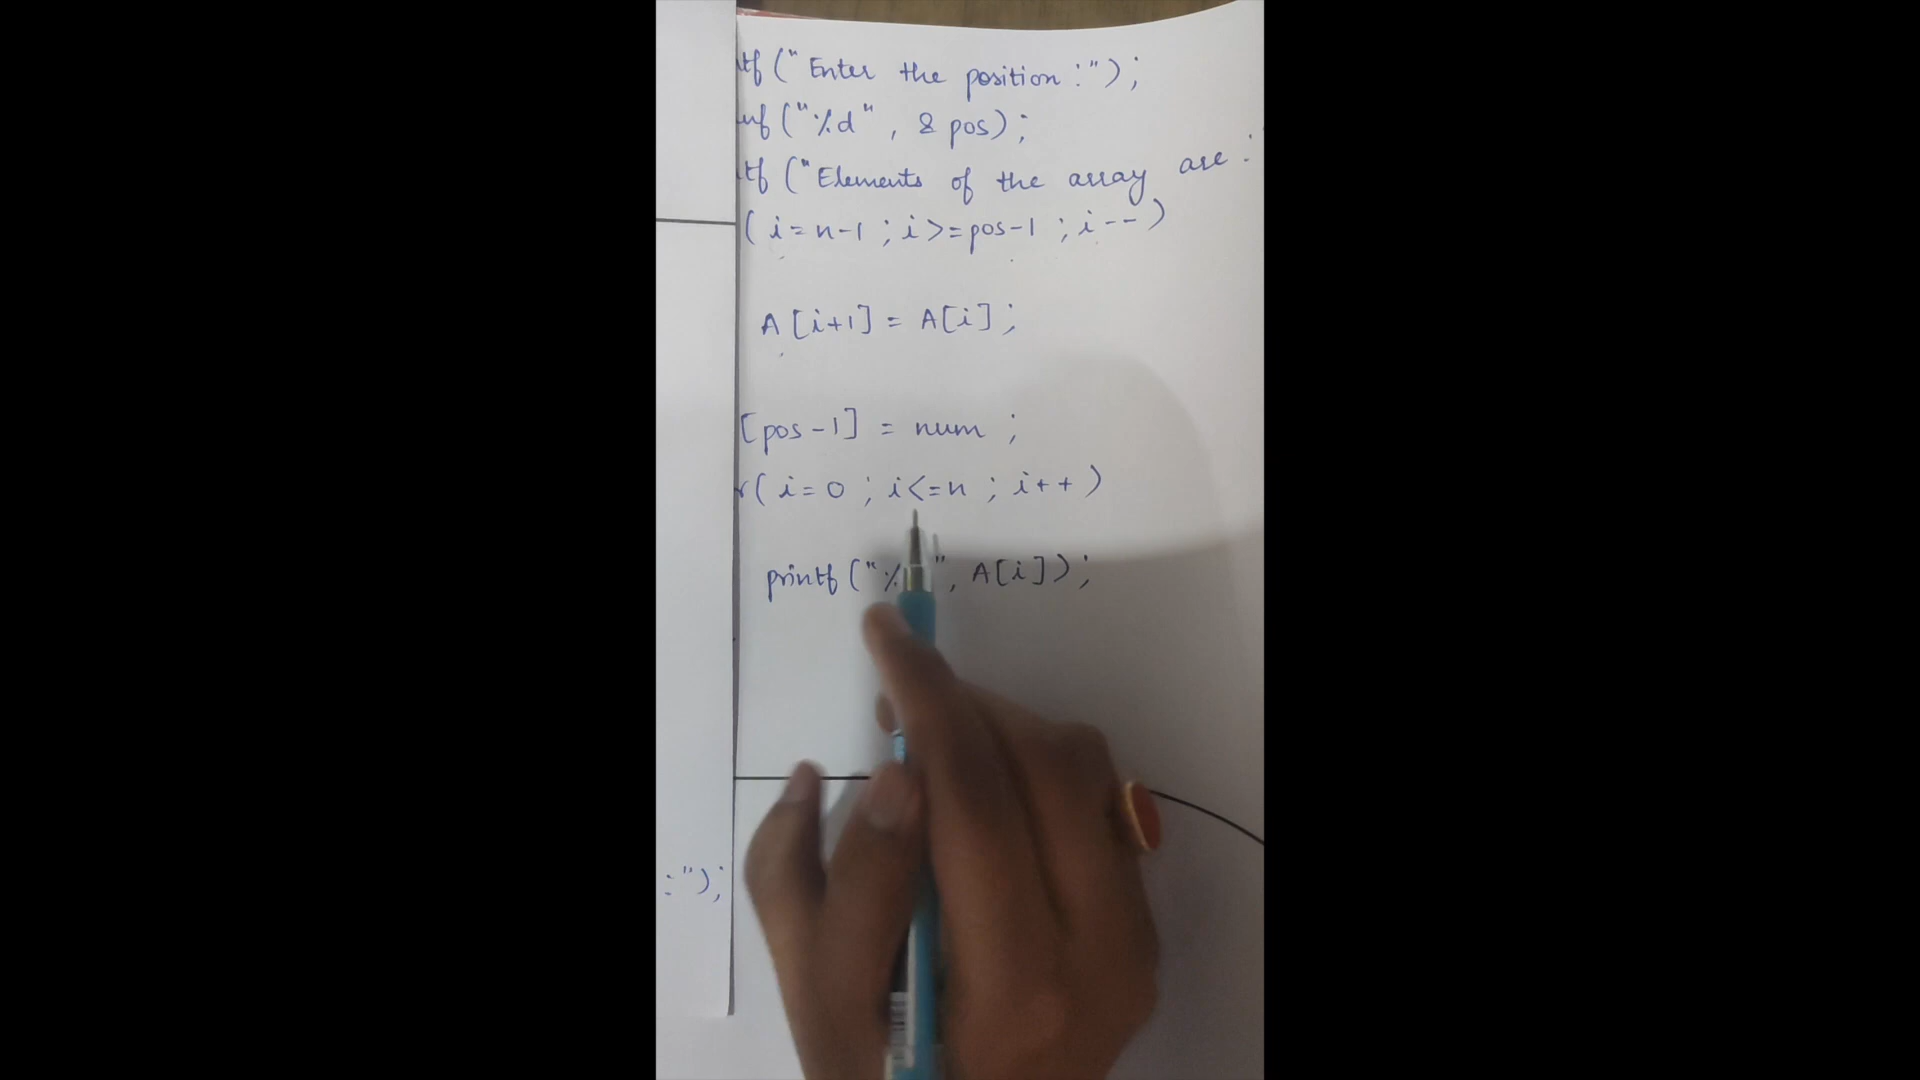 tf ("Enter the position :");
nf ("%d" , & pos);
tf ("Elements of the array are :
( i = n-1 ; i >= pos-1 ; i-- )
A [i+1] = A[i] ;
[pos-1] = num ;
r( i = 0 ; i <= n ; i++ )
printf ("% ", A[i]);
:");